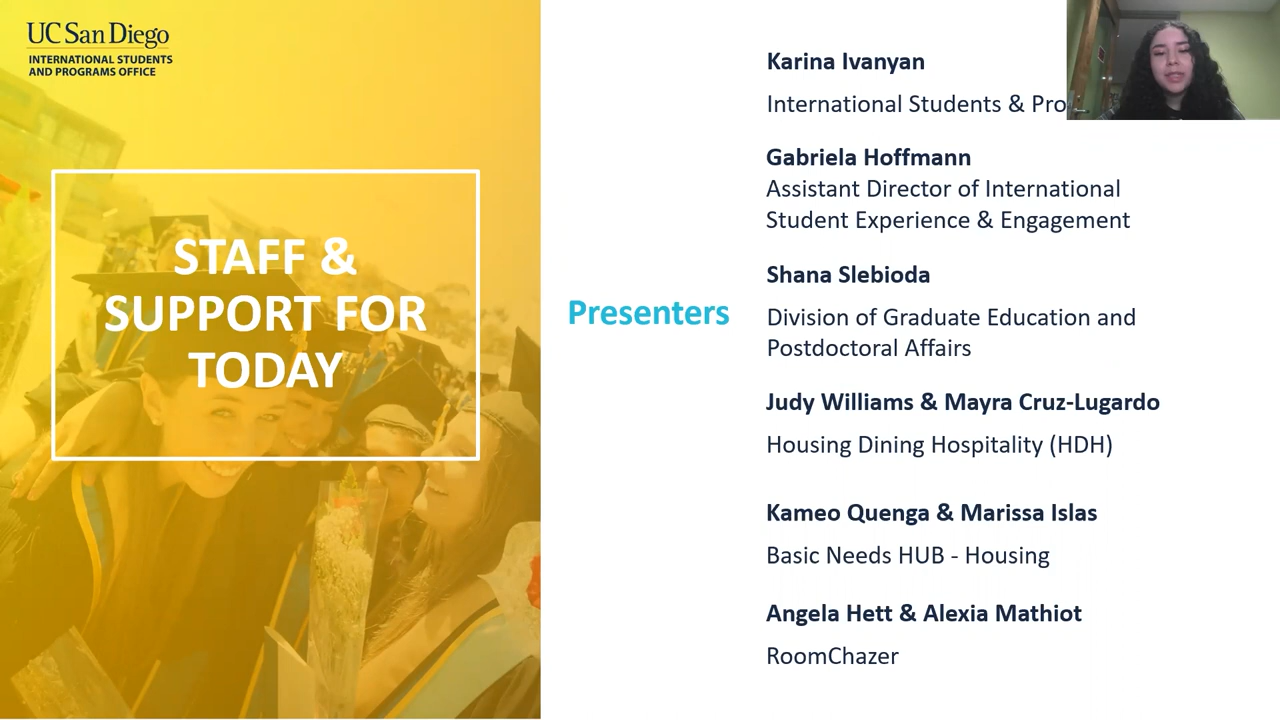 UC San Diego
INTERNATIONAL STUDENTS
AND PROGRAMS OFFICE
STAFF &
SUPPORT FOR
TODAY
Presenters
Karina Ivanyan
International Students &
Gabriela Hoffmann
Assistant Director of International
Student Experience & Engagement
Shana Slebioda
Division of Graduate Education and
Postdoctoral Affairs
Judy Williams & Mayra Cruz-Lugardo
Housing Dining Hospitality (HDH)
Kameo Quenga & Marissa Islas
Basic Needs HUB - Housing
Angela Hett & Alexia Mathiot
RoomChazer